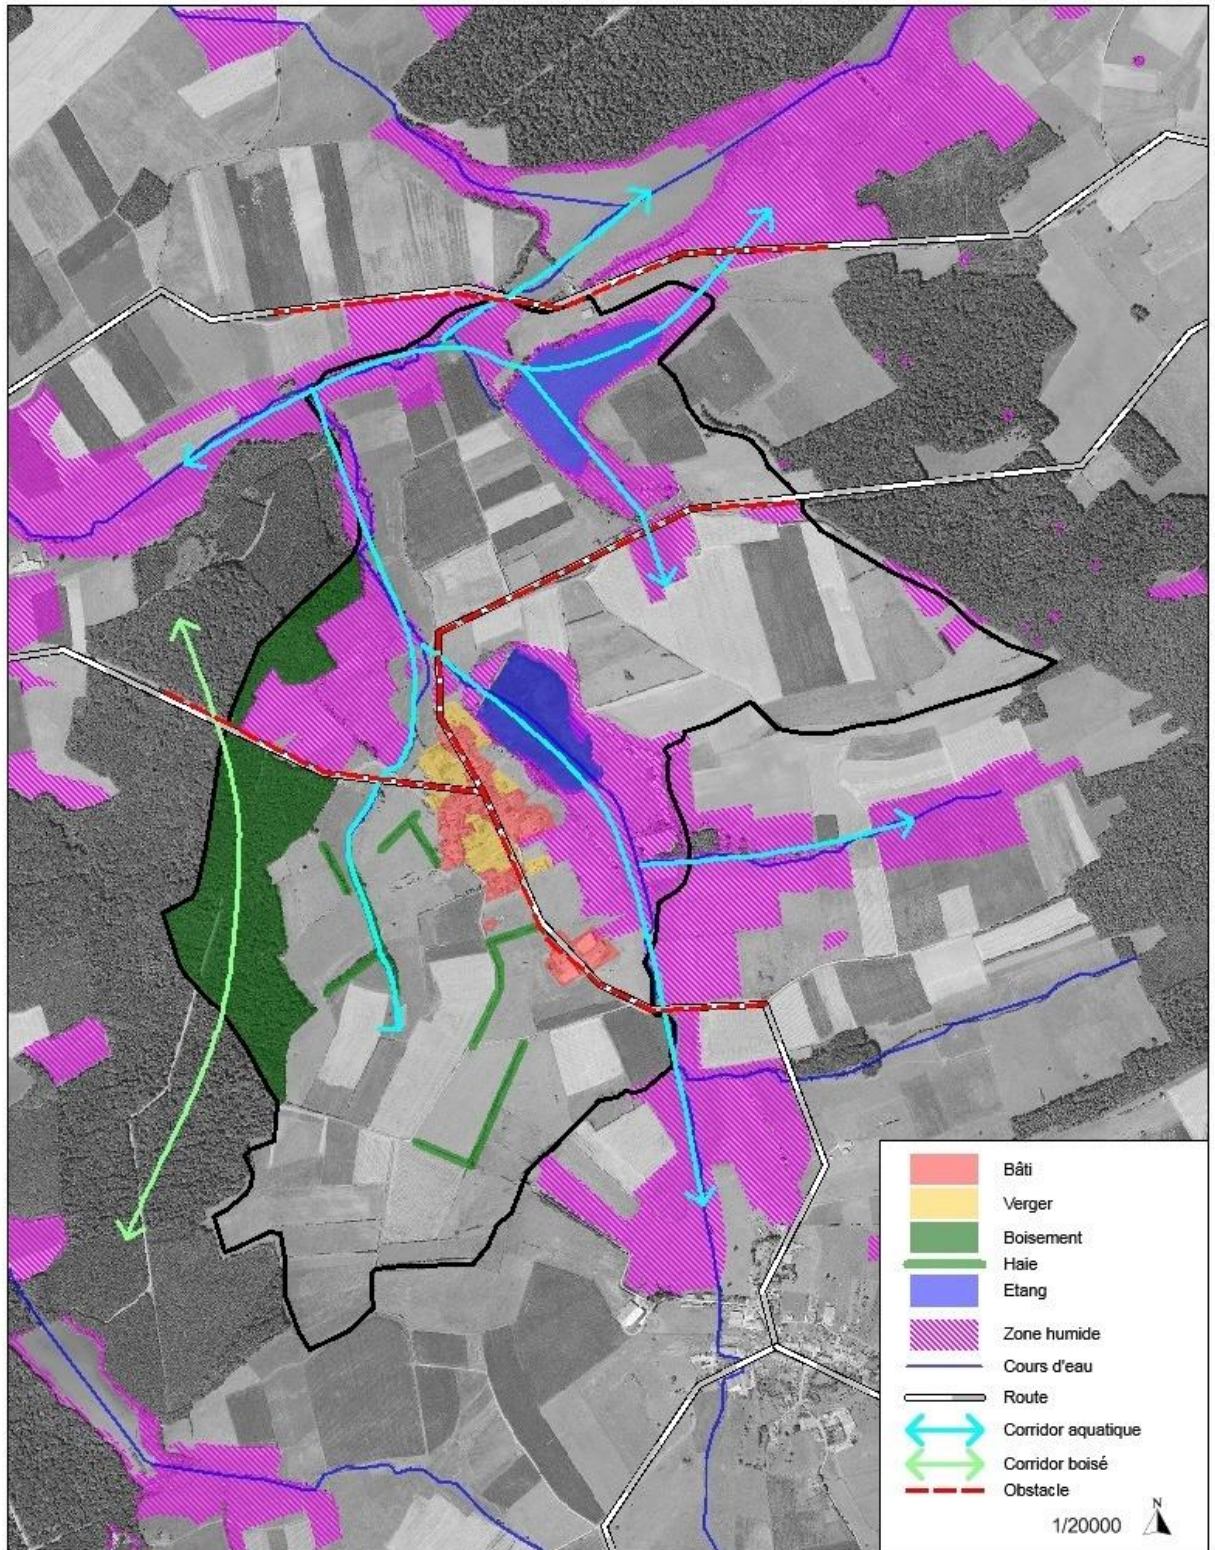 Bâti
Verger
Boisement
Haie
Etang
Zone humide
Cours d'eau
Route
Corridor aquatique
Corridor boisé
Obstacle
1/20000
N